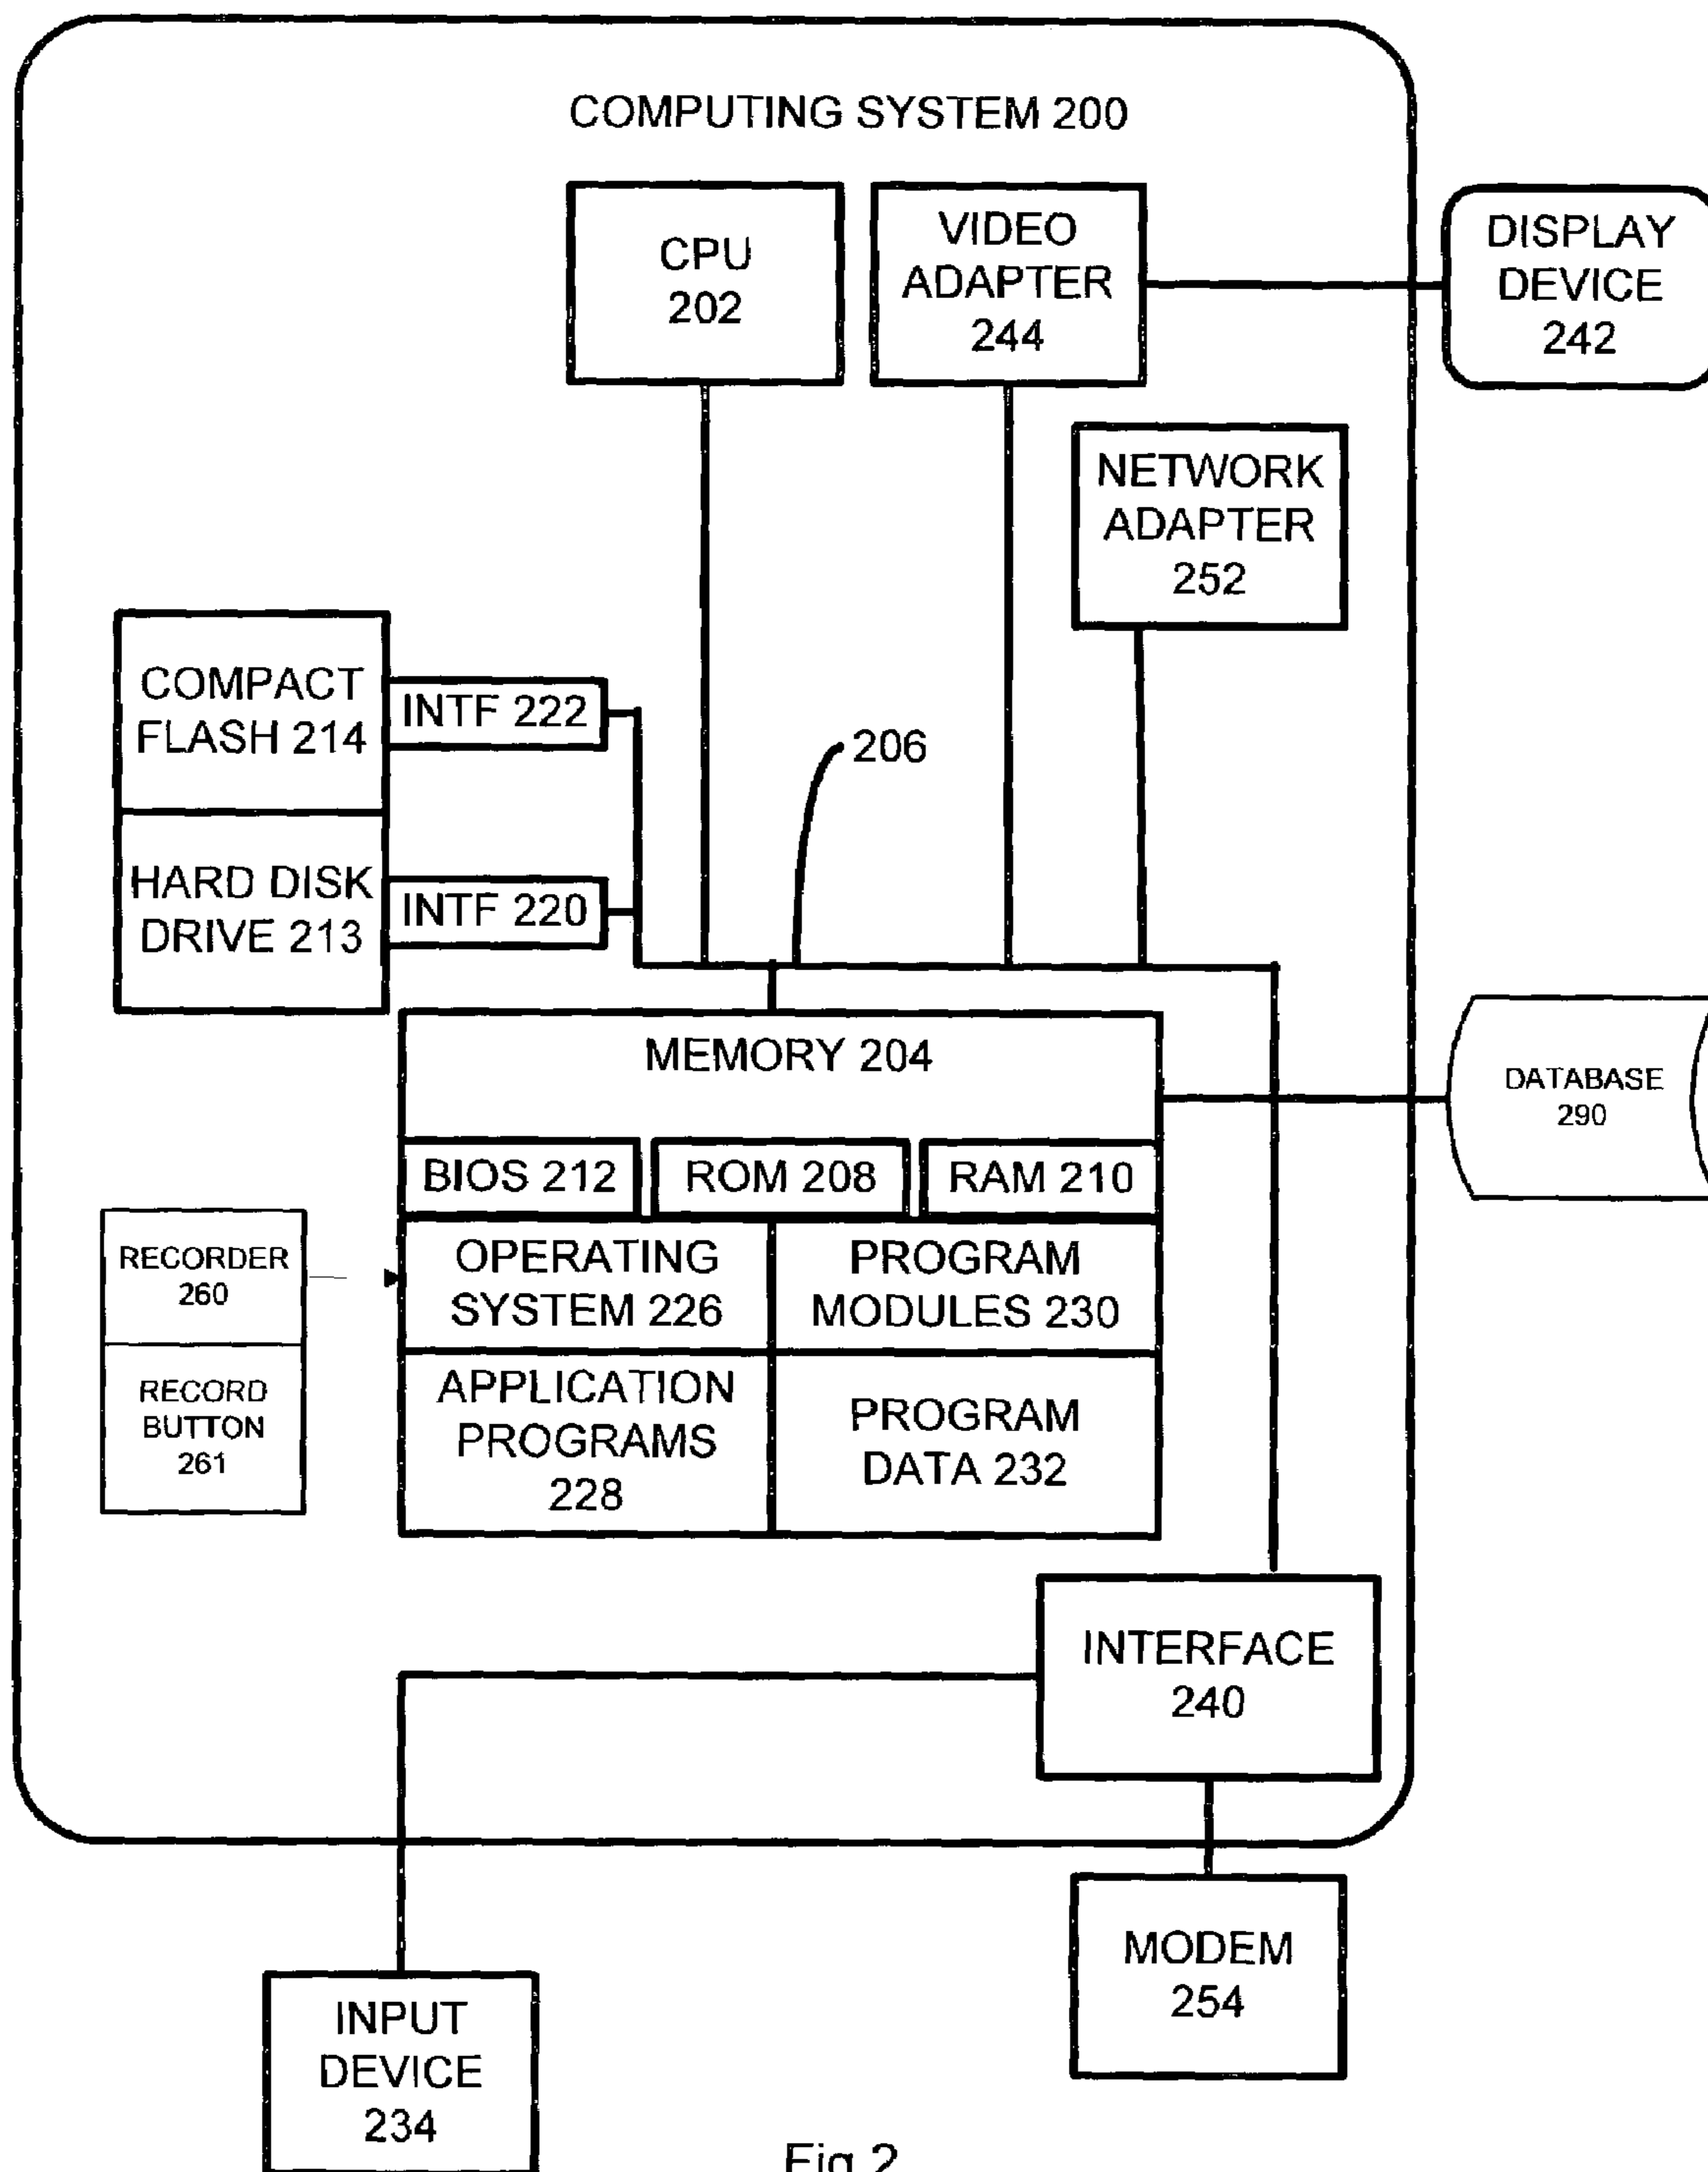 COMPUTING SYSTEM 200
CPU
202
VIDEO
ADAPTER
244
DISPLAY
DEVICE
242
NETWORK
ADAPTER
252
COMPACT
FLASH 214
INTF 222
206
HARD DISK
DRIVE 213
INTF 220
MEMORY 204
DATABASE
290
BIOS 212
ROM 208
RAM 210
RECORDER
260
OPERATING
SYSTEM 226
PROGRAM
MODULES 230
RECORD
BUTTON
261
APPLICATION
PROGRAMS
228
PROGRAM
DATA 232
INTERFACE
240
MODEM
254
INPUT
DEVICE
234
Fig 2